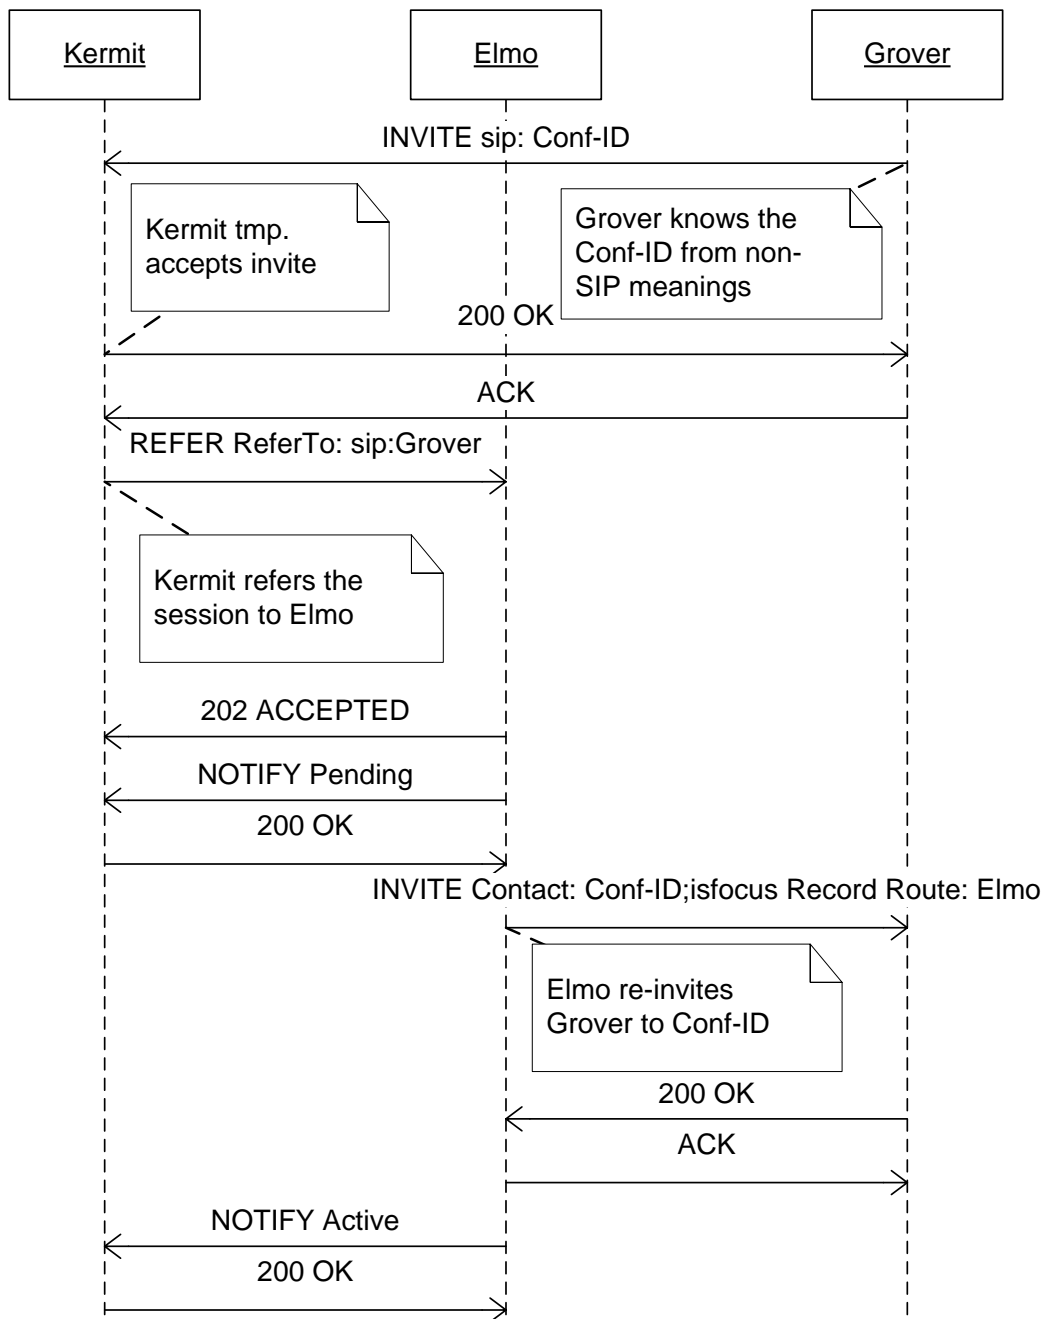 Kermit
Elmo
Grover
INVITE sip: Conf-ID
Kermit tmp.
accepts invite
Grover knows the
Conf-ID from non-
SIP meanings
200 OK
ACK
REFER ReferTo: sip:Grover
Kermit refers the
session to Elmo
202 ACCEPTED
NOTIFY Pending
200 OK
INVITE Contact: Conf-ID;isfocus Record Route: Elmo
Elmo re-invites
Grover to Conf-ID
200 OK
ACK
NOTIFY Active
200 OK